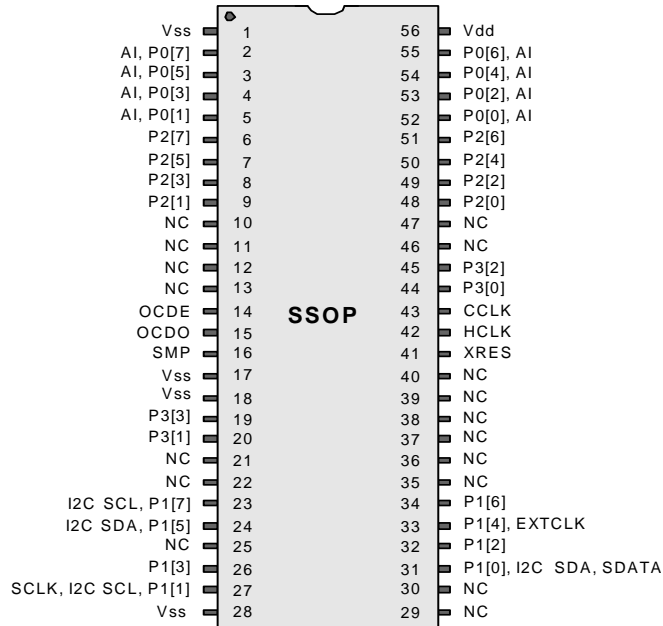 Vss 1 56 Vdd
AI, P0[7] 2 55 P0[6], AI
AI, P0[5] 3 54 P0[4], AI
AI, P0[3] 4 53 P0[2], AI
AI, P0[1] 5 52 P0[0], AI
P2[7] 6 51 P2[6]
P2[5] 7 50 P2[4]
P2[3] 8 49 P2[2]
P2[1] 9 48 P2[0]
NC 10 47 NC
NC 11 46 NC
NC 12 45 P3[2]
NC 13 44 P3[0]
OCDE 14 SSOP 43 CCLK
OCDO 15 42 HCLK
SMP 16 41 XRES
Vss 17 40 NC
Vss 18 39 NC
P3[3] 19 38 NC
P3[1] 20 37 NC
NC 21 36 NC
NC 22 35 NC
I2C SCL, P1[7] 23 34 P1[6]
I2C SDA, P1[5] 24 33 P1[4], EXTCLK
NC 25 32 P1[2]
P1[3] 26 31 P1[0], I2C SDA, SDATA
SCLK, I2C SCL, P1[1] 27 30 NC
Vss 28 29 NC